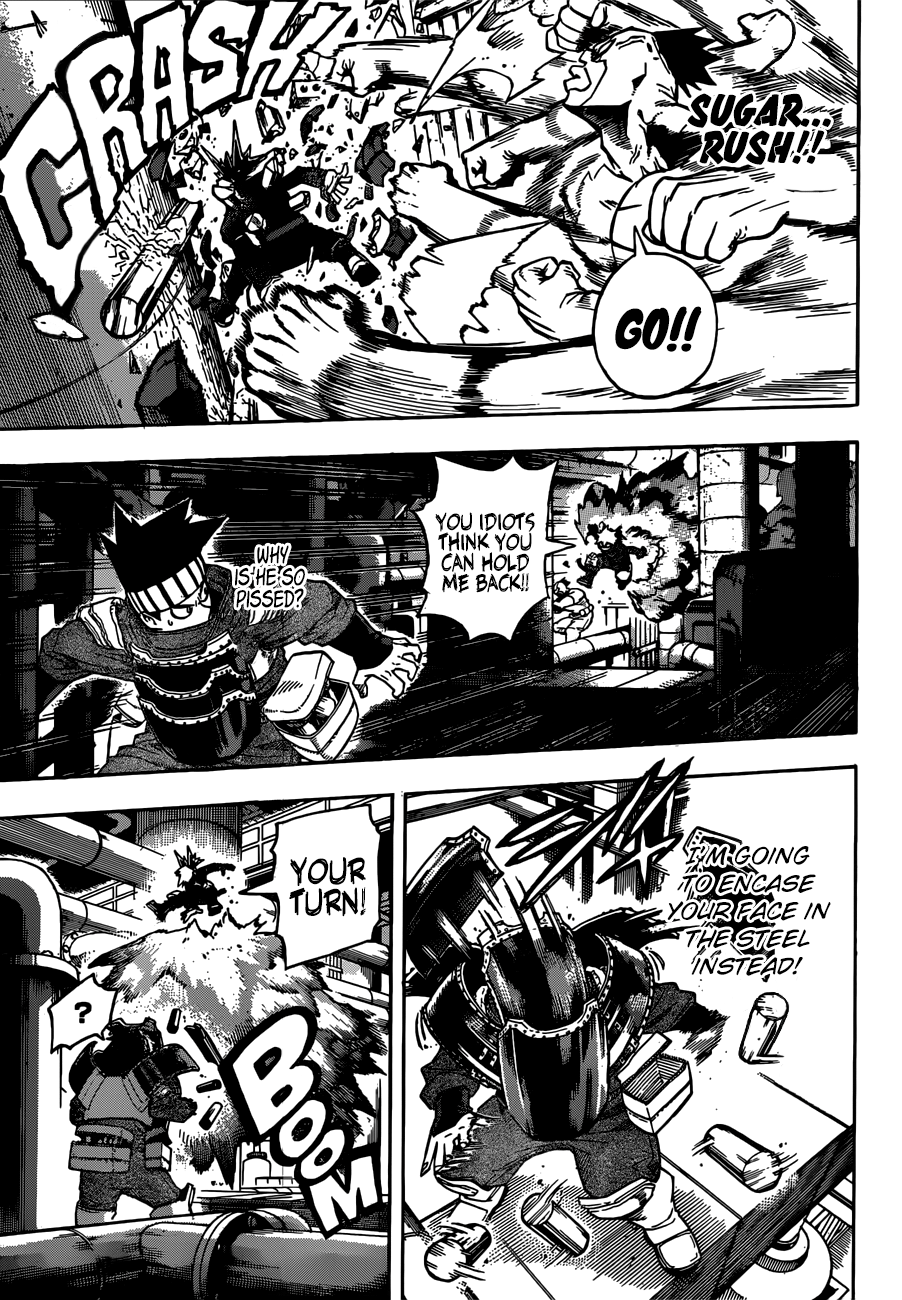 SUGAR...
RUSH!!
CRASH
GO!!
YOU IDIOTS
THINK YOU
CAN HOLD
ME BACK!!
WHY
IS HE SO
PISSED?
I'M GOING
TO ENCASE
YOUR FACE IN
THE STEEL
INSTEAD!
YOUR
TURN!
?
BOOM